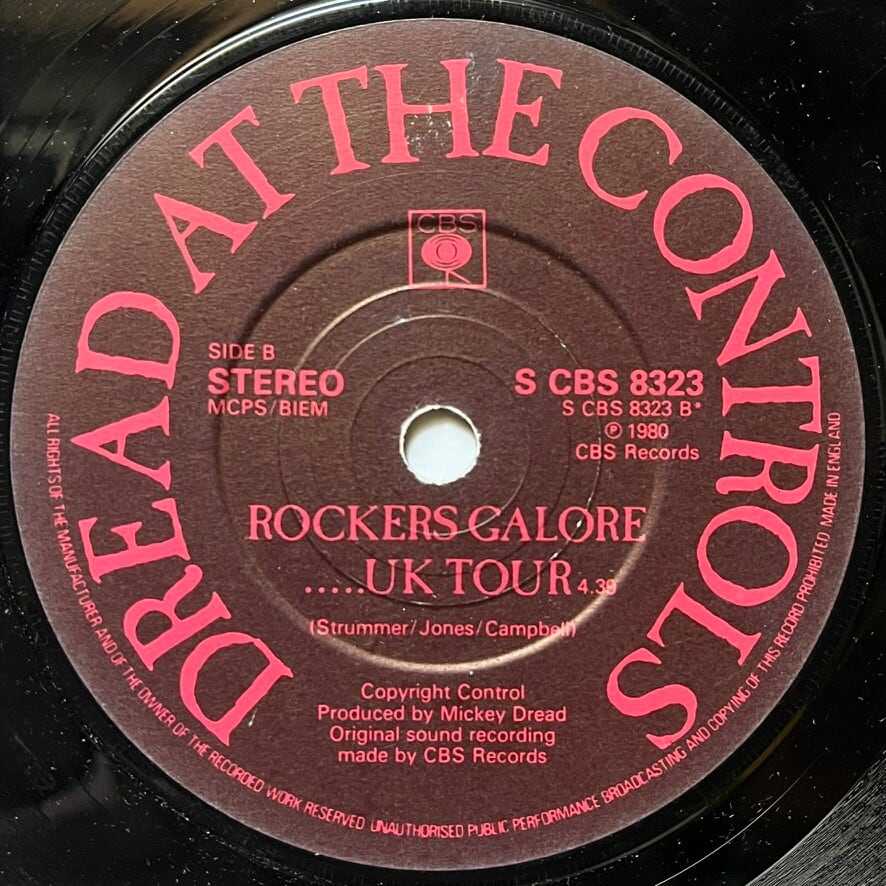 DREAD AT THE CONTROLS
CBS
SIDE B
STEREO
MCPS/BIEM
S CBS 8323
S CBS 8323 B*
℗ 1980
CBS Records
ROCKERS GALORE
.....UK TOUR 4.39
(Strummer/Jones/Campbell)
Copyright Control
Produced by Mickey Dread
Original sound recording
made by CBS Records
ALL RIGHTS OF THE MANUFACTURER AND OF THE OWNER OF THE RECORDED WORK RESERVED UNAUTHORISED PUBLIC PERFORMANCE BROADCASTING AND COPYING OF THIS RECORD PROHIBITED MADE IN ENGLAND